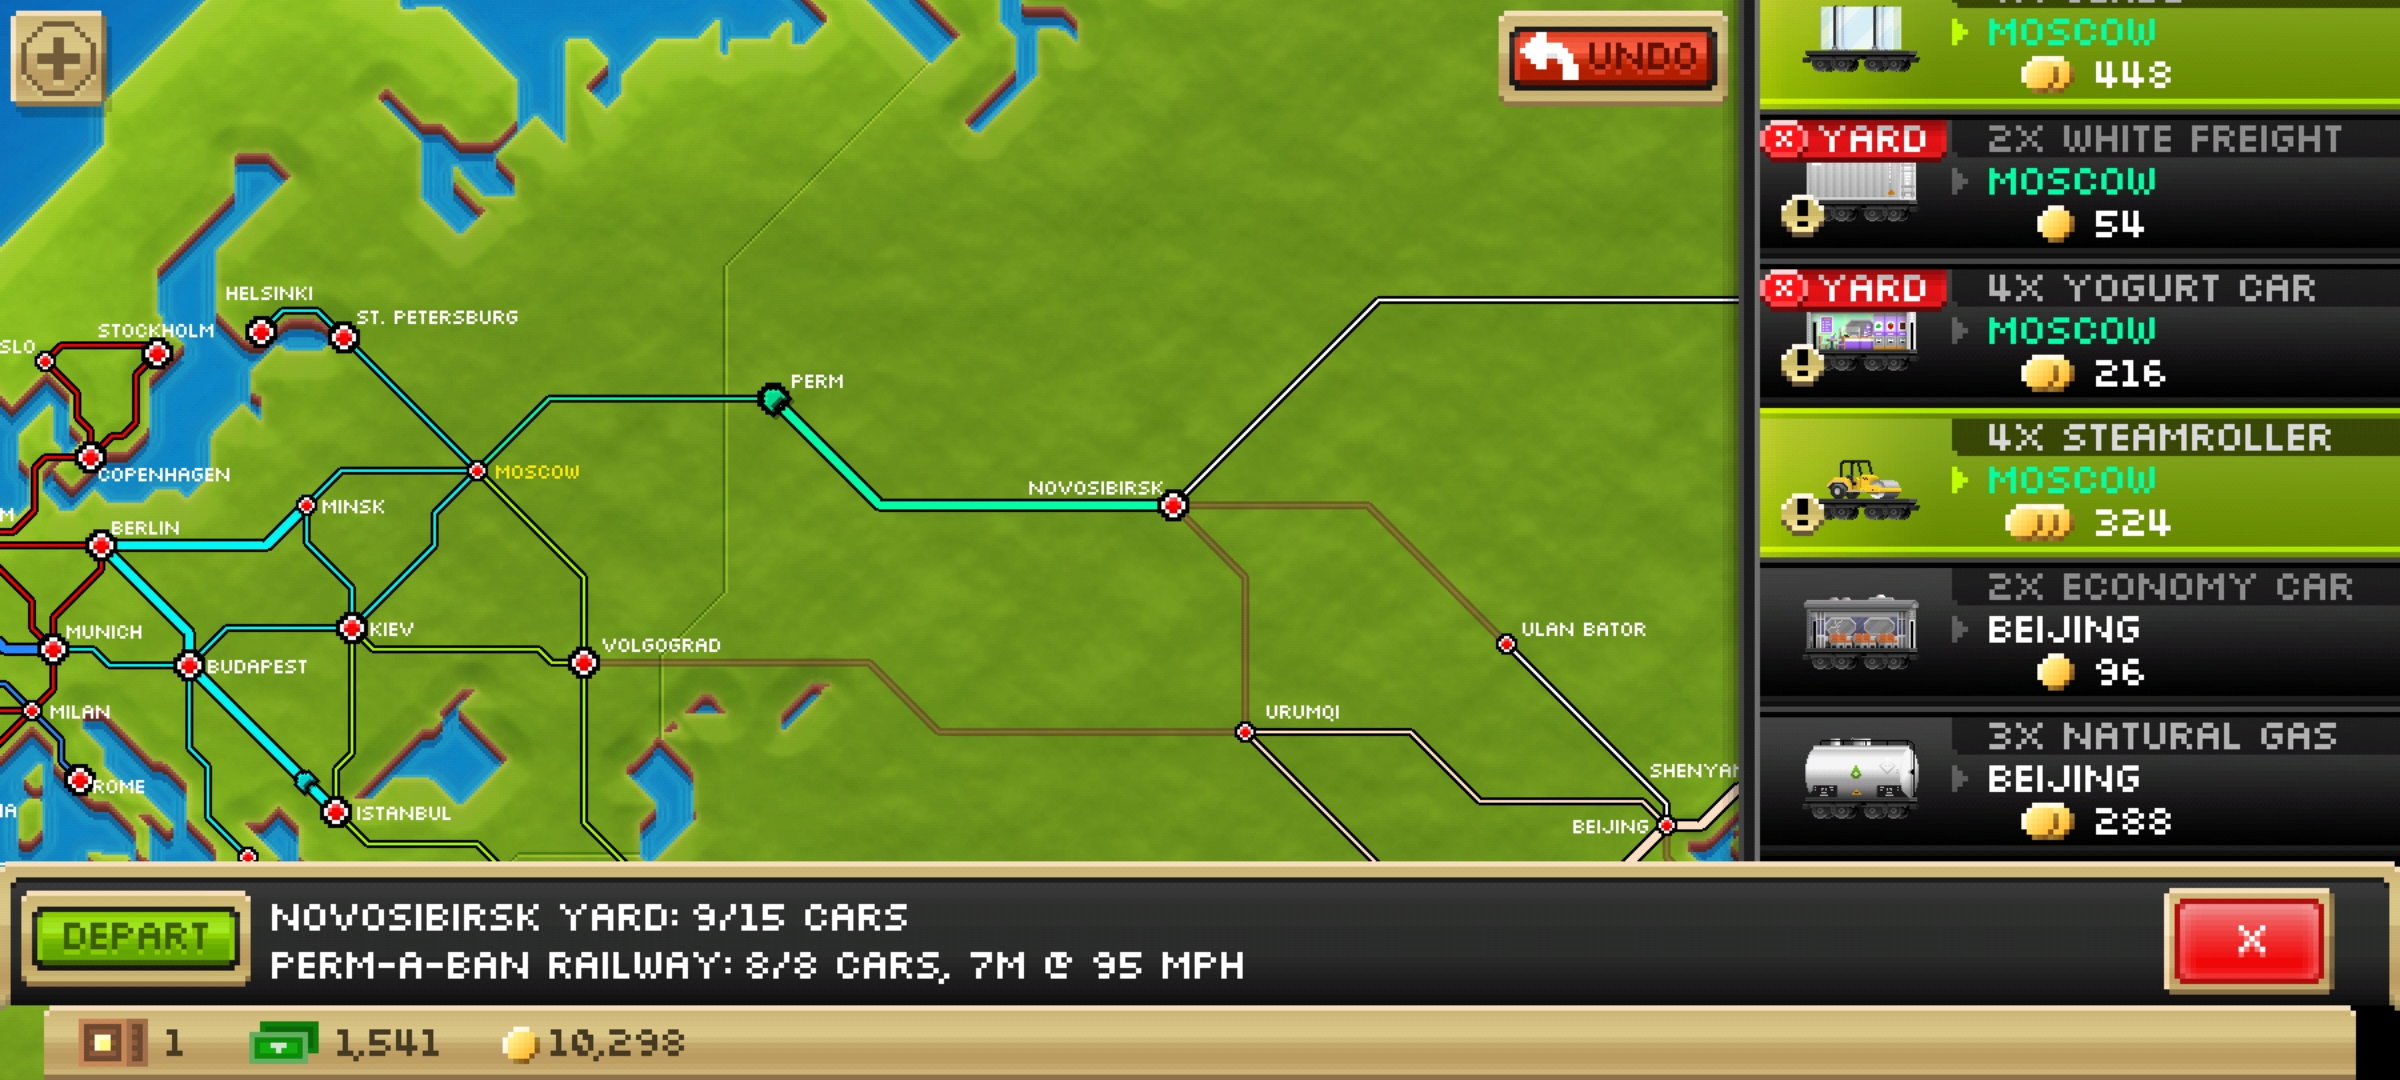 MOSCOW
448
UNDO
YARD
2X WHITE FREIGHT
MOSCOW
54
YARD
4X YOGURT CAR
MOSCOW
216
4X STEAMROLLER
MOSCOW
324
2X ECONOMY CAR
BEIJING
96
3X NATURAL GAS
BEIJING
288
HELSINKI
ST. PETERSBURG
STOCKHOLM
SLO
PERM
COPENHAGEN
MOSCOW
NOVOSIBIRSK
MINSK
M
BERLIN
MUNICH
KIEV
ULAN BATOR
BUDAPEST
VOLGOGRAD
MILAN
URUMQI
ROME
SHENYAN
NA
ISTANBUL
BEIJING
DEPART
NOVOSIBIRSK YARD: 9/15 CARS
PERM-A-BAN RAILWAY: 8/8 CARS, 7M @ 95 MPH
X
1
1,541
10,298